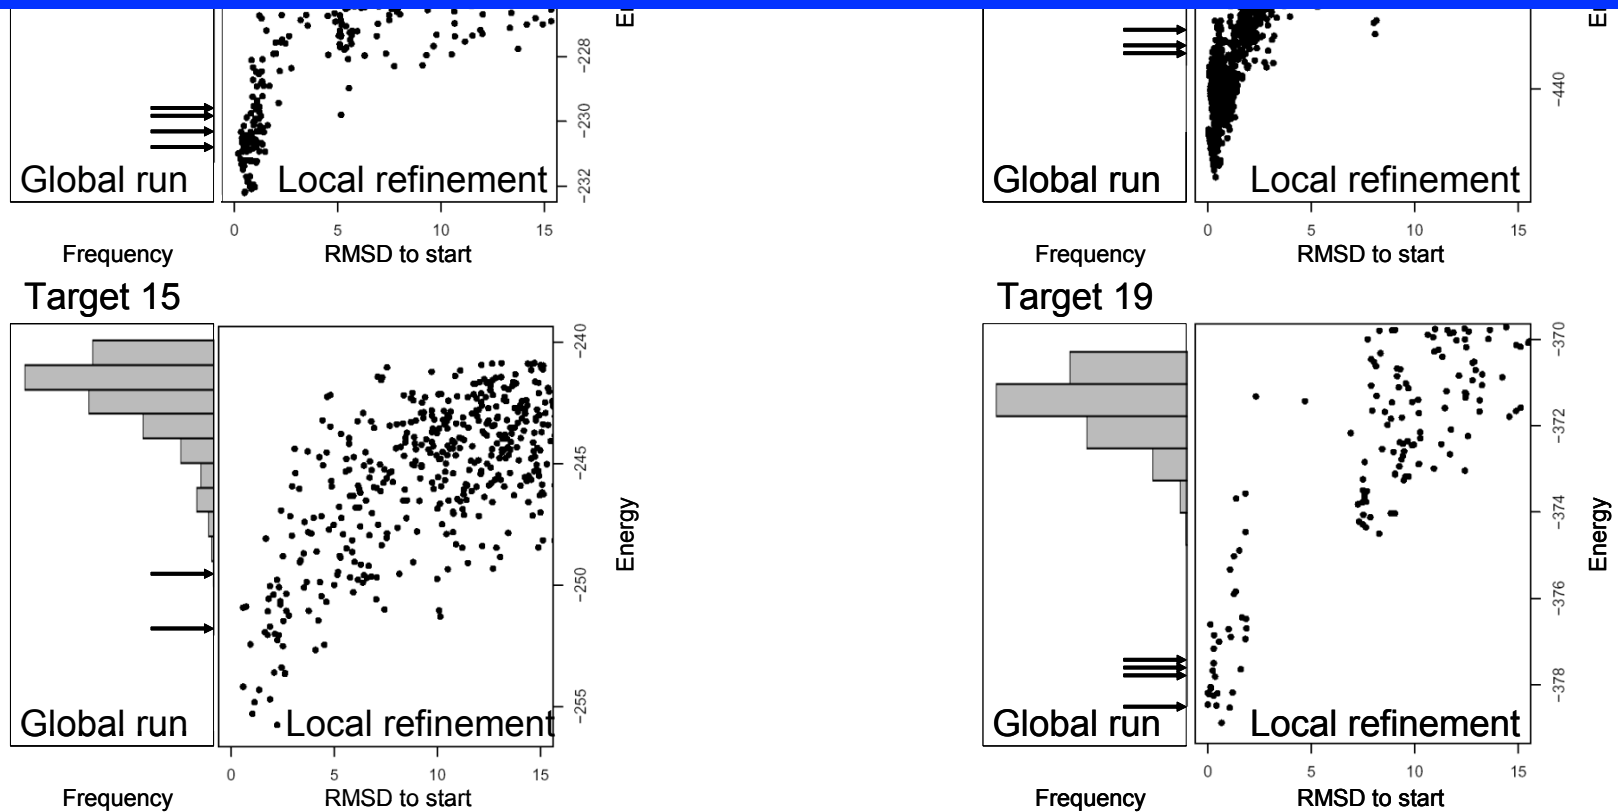 En
−228
−230
−232
Global run
Local refinement
0 5 10 15
Frequency
RMSD to start
−440
Global run
Local refinement
0 5 10 15
Frequency
RMSD to start
Target 15
−240
−245
−250
−255
Energy
Global run
Local refinement
0 5 10 15
Frequency
RMSD to start
Target 19
−370
−372
−374
−376
−378
Energy
Global run
Local refinement
0 5 10 15
Frequency
RMSD to start